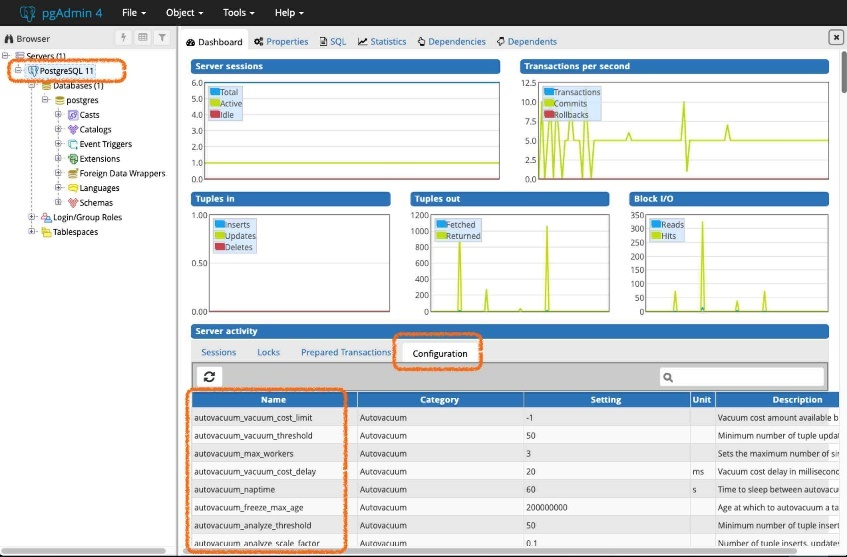 pgAdmin 4 File Object Tools Help
Browser
Dashboard Properties SQL Statistics Dependencies Dependents
Servers (1)
PostgreSQL 11
Databases (1)
postgres
Casts
Catalogs
Event Triggers
Extensions
Foreign Data Wrappers
Languages
Schemas
Login/Group Roles
Tablespaces
Server sessions
6.0
5.0
4.0
3.0
2.0
1.0
0.0
Total
Active
Idle
Transactions per second
12.5
10.0
7.5
5.0
2.5
0.0
Transactions
Commits
Rollbacks
Tuples in
1.00
0.50
0.00
Inserts
Updates
Deletes
Tuples out
1200
1000
800
600
400
200
0
Fetched
Returned
Block I/O
350
300
250
200
150
100
50
0
Reads
Hits
Server activity
Sessions Locks Prepared Transactions Configuration
Name Category Setting Unit Description
autovacuum_vacuum_cost_limit Autovacuum -1 Vacuum cost amount available b
autovacuum_vacuum_threshold Autovacuum 50 Minimum number of tuple updat
autovacuum_max_workers Autovacuum 3 Sets the maximum number of si
autovacuum_vacuum_cost_delay Autovacuum 20 ms Vacuum cost delay in millisecond
autovacuum_naptime Autovacuum 60 s Time to sleep between autovacuu
autovacuum_freeze_max_age Autovacuum 200000000 Age at which to autovacuum a ta
autovacuum_analyze_threshold Autovacuum 50 Minimum number of tuple insert
autovacuum_analyze_scale_factor Autovacuum 0.1 Number of tuple inserts, updates